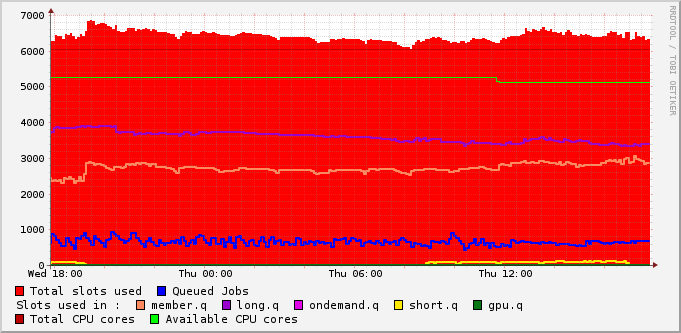 7000
6000
5000
4000
3000
2000
1000
0
Wed 18:00 Thu 00:00 Thu 06:00 Thu 12:00
Total slots used Queued Jobs
Slots used in : member.q long.q ondemand.q short.q gpu.q
Total CPU cores Available CPU cores
RRDTOOL / TOBI OETIKER